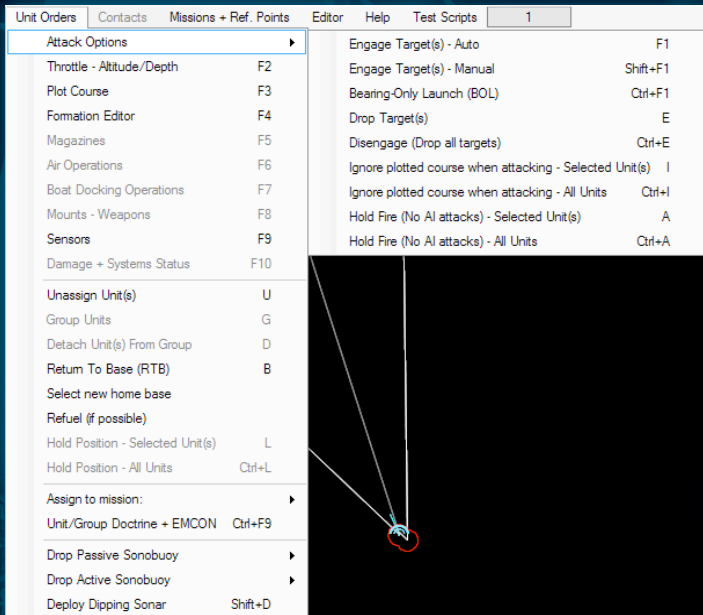 Unit Orders Contacts Missions + Ref. Points Editor Help Test Scripts 1
Attack Options
Throttle - Altitude/Depth F2
Plot Course F3
Formation Editor F4
Magazines F5
Air Operations F6
Boat Docking Operations F7
Mounts - Weapons F8
Sensors F9
Damage + Systems Status F10
Unassign Unit(s) U
Group Units G
Detach Unit(s) From Group D
Return To Base (RTB) B
Select new home base
Refuel (if possible)
Hold Position - Selected Unit(s) L
Hold Position - All Units Ctrl+L
Assign to mission:
Unit/Group Doctrine + EMCON Ctrl+F9
Drop Passive Sonobuoy
Drop Active Sonobuoy
Deploy Dipping Sonar Shift+D
Engage Target(s) - Auto F1
Engage Target(s) - Manual Shift+F1
Bearing-Only Launch (BOL) Ctrl+F1
Drop Target(s) E
Disengage (Drop all targets) Ctrl+E
Ignore plotted course when attacking - Selected Unit(s) I
Ignore plotted course when attacking - All Units Ctrl+I
Hold Fire (No AI attacks) - Selected Unit(s) A
Hold Fire (No AI attacks) - All Units Ctrl+A